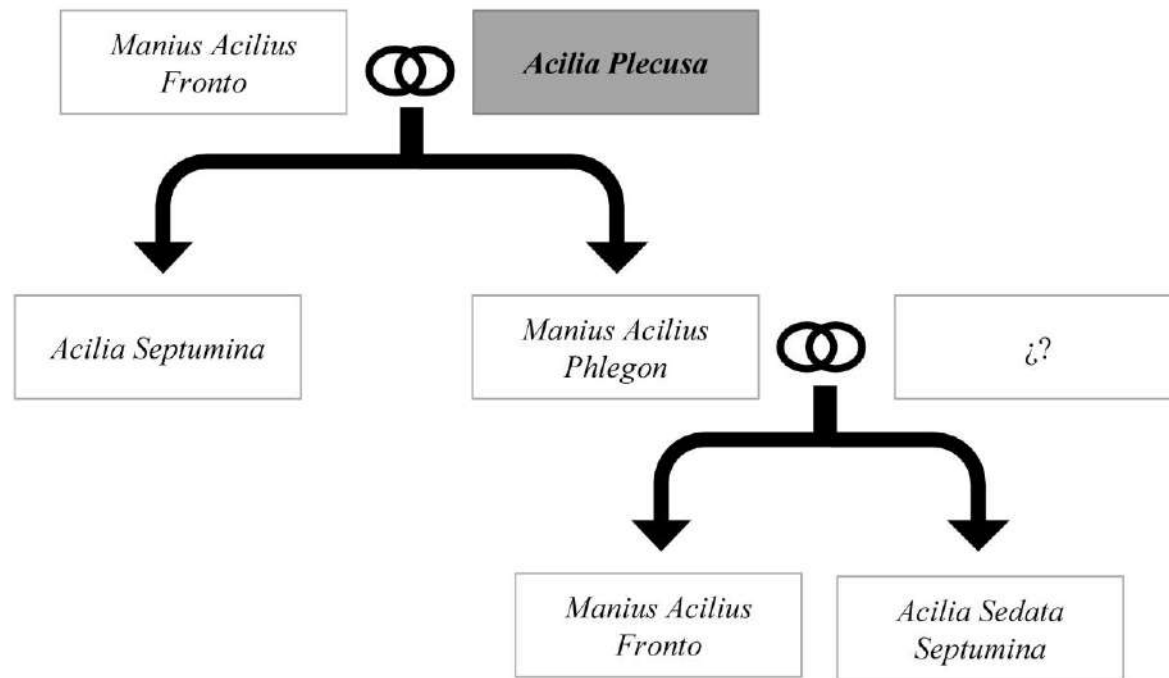 Manius Acilius
Fronto
Acilia Plecusa
Acilia Septumina
Manius Acilius
Phlegon
¿?
Manius Acilius
Fronto
Acilia Sedata
Septumina